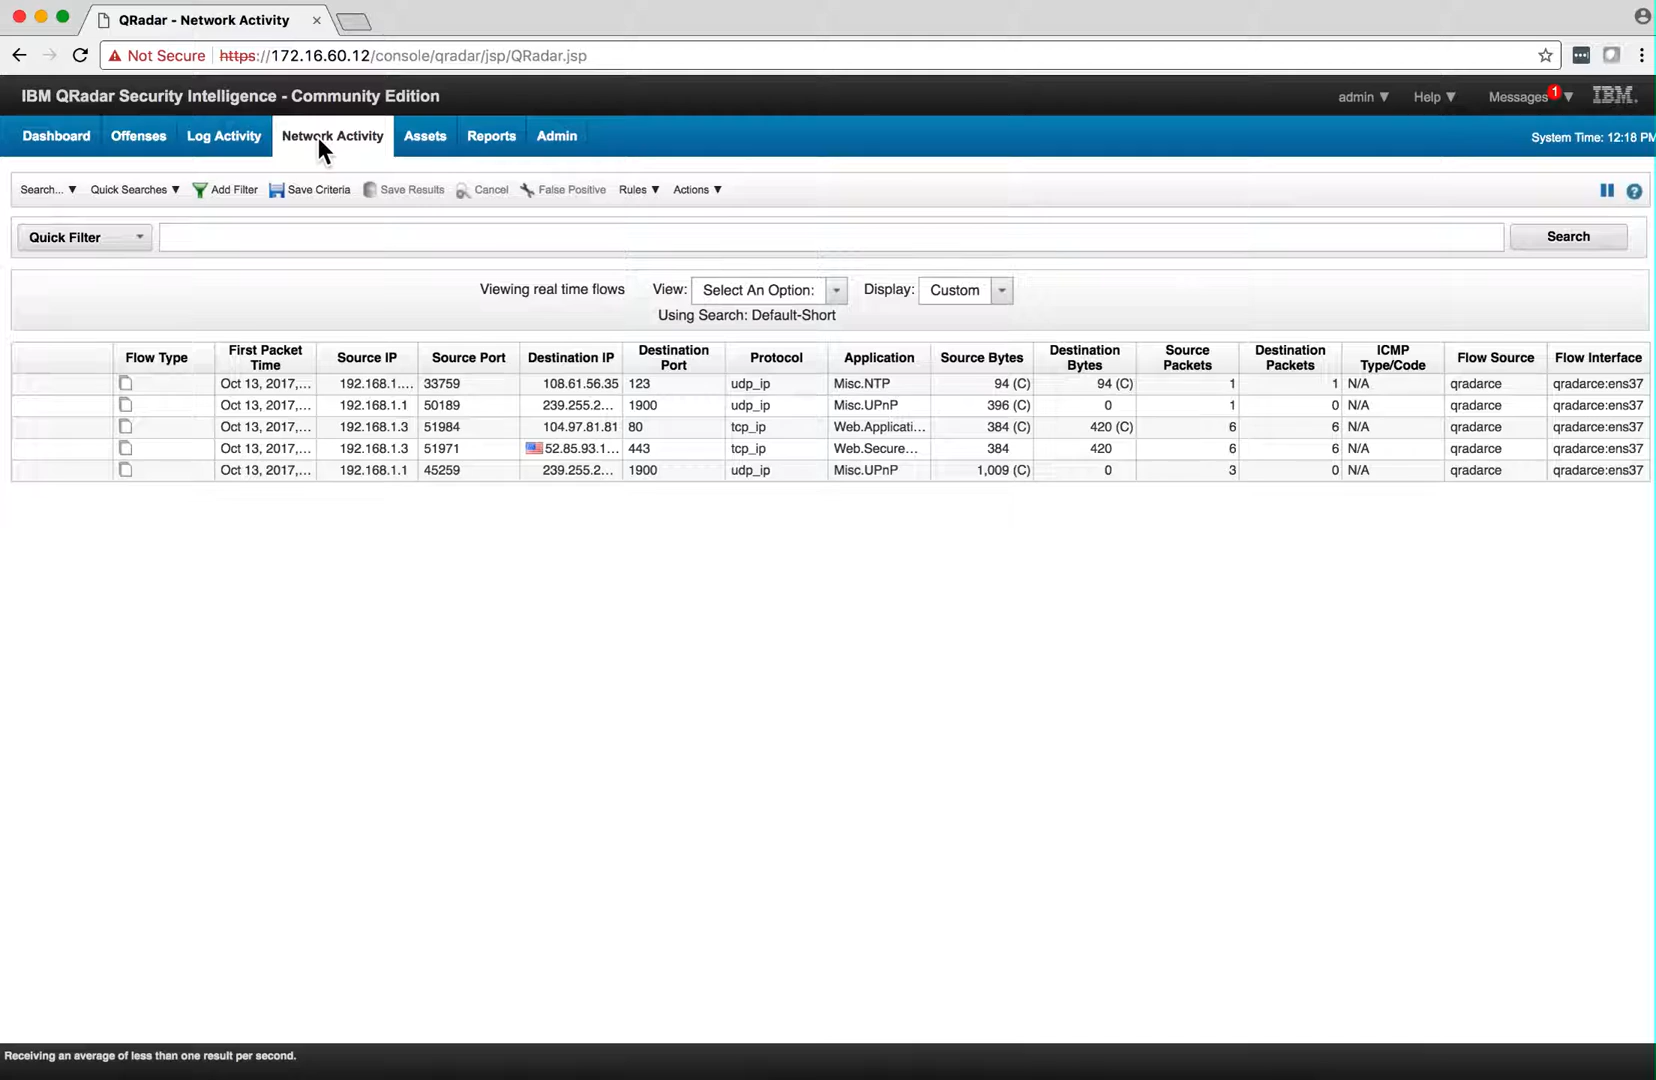 QRadar - Network Activity
Not Secure https://172.16.60.12/console/qradar/jsp/QRadar.jsp
IBM QRadar Security Intelligence - Community Edition admin Help Messages 1 IBM
Dashboard Offenses Log Activity Network Activity Assets Reports Admin System Time: 12:18 PM
Search... Quick Searches Add Filter Save Criteria Save Results Cancel False Positive Rules Actions
Quick Filter Search
Viewing real time flows View: Select An Option: Display: Custom
Using Search: Default-Short
Flow Type First Packet Time Source IP Source Port Destination IP Destination Port Protocol Application Source Bytes Destination Bytes Source Packets Destination Packets ICMP Type/Code Flow Source Flow Interface
Oct 13, 2017,... 192.168.1.... 33759 108.61.56.35 123 udp_ip Misc.NTP 94 (C) 94 (C) 1 1 N/A qradarce qradarce:ens37
Oct 13, 2017,... 192.168.1.1 50189 239.255.2... 1900 udp_ip Misc.UPnP 396 (C) 0 1 0 N/A qradarce qradarce:ens37
Oct 13, 2017,... 192.168.1.3 51984 104.97.81.81 80 tcp_ip Web.Applicati... 384 (C) 420 (C) 6 6 N/A qradarce qradarce:ens37
Oct 13, 2017,... 192.168.1.3 51971 52.85.93.1... 443 tcp_ip Web.Secure... 384 420 6 6 N/A qradarce qradarce:ens37
Oct 13, 2017,... 192.168.1.1 45259 239.255.2... 1900 udp_ip Misc.UPnP 1,009 (C) 0 3 0 N/A qradarce qradarce:ens37
Receiving an average of less than one result per second.